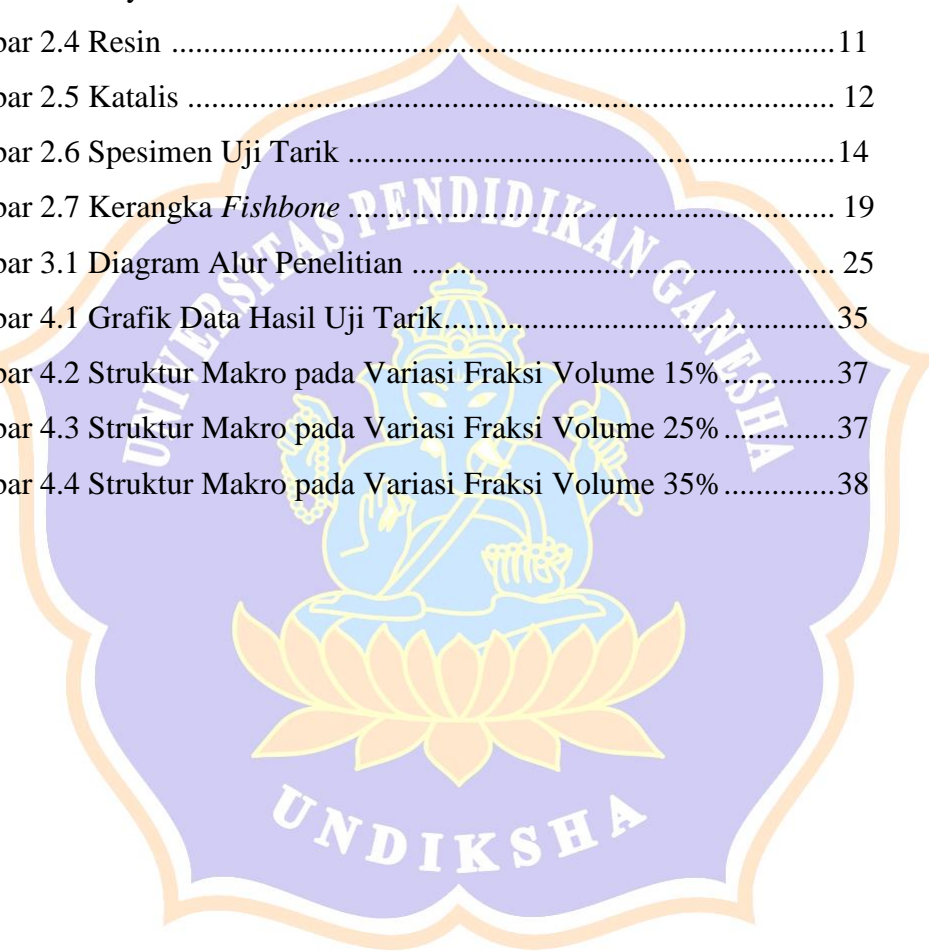 bar 2.4 Resin ................................................................................11
bar 2.5 Katalis .............................................................................. 12
bar 2.6 Spesimen Uji Tarik ...........................................................14
bar 2.7 Kerangka Fishbone ........................................................... 19
bar 3.1 Diagram Alur Penelitian ................................................... 25
bar 4.1 Grafik Data Hasil Uji Tarik................................................35
bar 4.2 Struktur Makro pada Variasi Fraksi Volume 15%..............37
bar 4.3 Struktur Makro pada Variasi Fraksi Volume 25%..............37
bar 4.4 Struktur Makro pada Variasi Fraksi Volume 35%..............38
UNIVERSITAS PENDIDIKAN GANESHA
UNDIKSHA